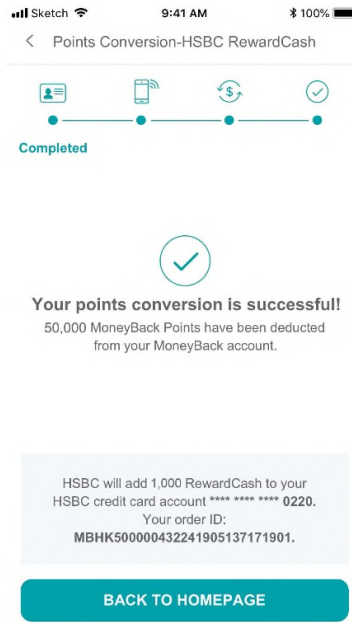 Sketch 9:41 AM 100%
Points Conversion-HSBC RewardCash
$
Completed
Your points conversion is successful!
50,000 MoneyBack Points have been deducted
from your MoneyBack account.
HSBC will add 1,000 RewardCash to your
HSBC credit card account **** **** **** 0220.
Your order ID:
MBHK500000432241905137171901.
BACK TO HOMEPAGE